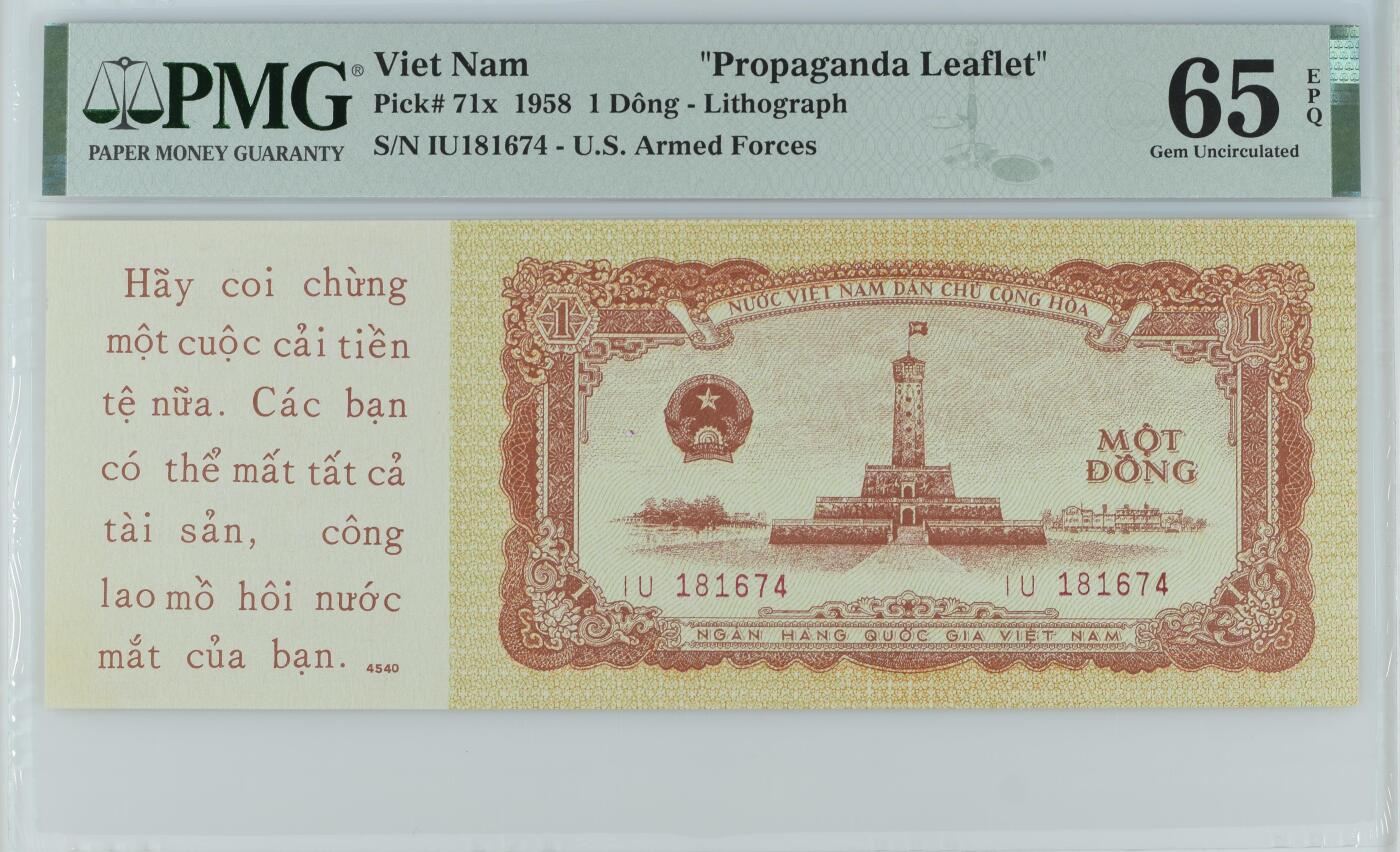 PMG®
PAPER MONEY GUARANTY
Viet Nam "Propaganda Leaflet"
Pick# 71x 1958 1 Dông - Lithograph
S/N IU181674 - U.S. Armed Forces
65 EPQ
Gem Uncirculated
Hãy coi chừng
một cuộc cải tiền
tệ nữa. Các bạn
có thể mất tất cả
tài sản, công
lao mồ hôi nước
mắt của bạn. 4540
NƯỚC VIỆT NAM DÂN CHỦ CỘNG HÒA
1 1
MỘT
ĐỒNG
IU 181674 IU 181674
NGÂN HÀNG QUỐC GIA VIỆT NAM